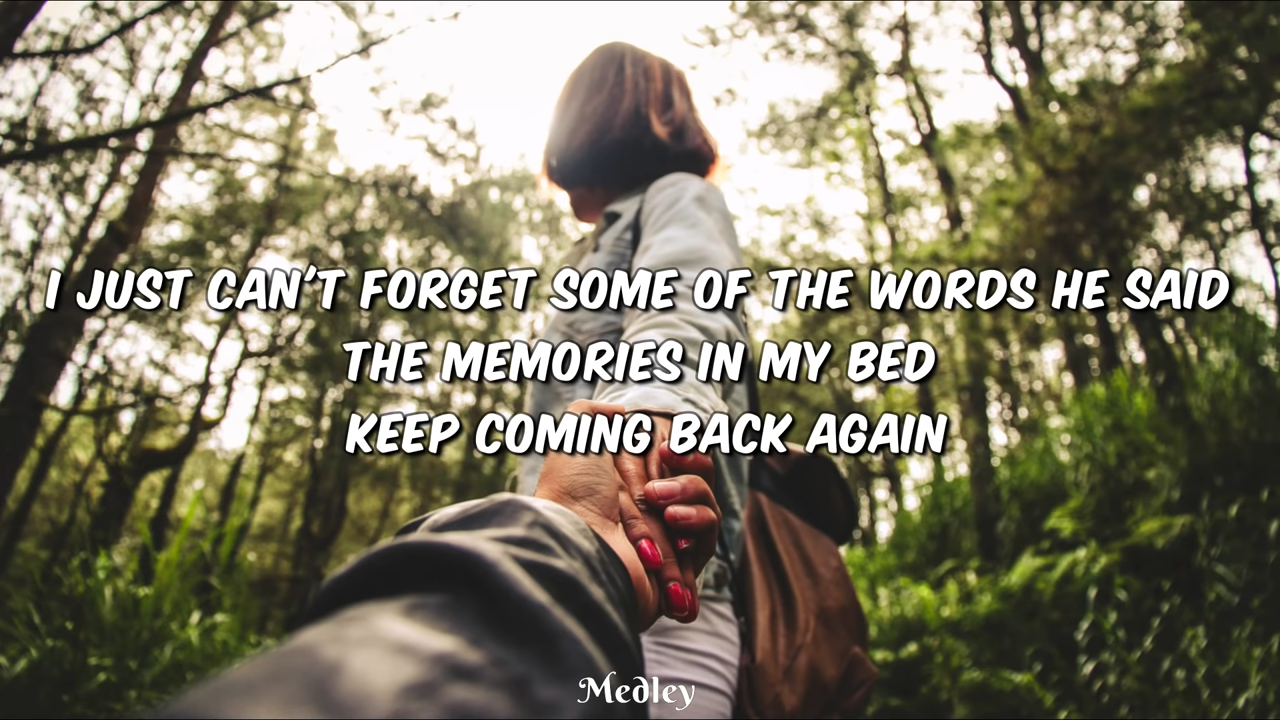 I JUST CAN'T FORGET SOME OF THE WORDS HE SAID
THE MEMORIES IN MY BED
KEEP COMING BACK AGAIN
Medley